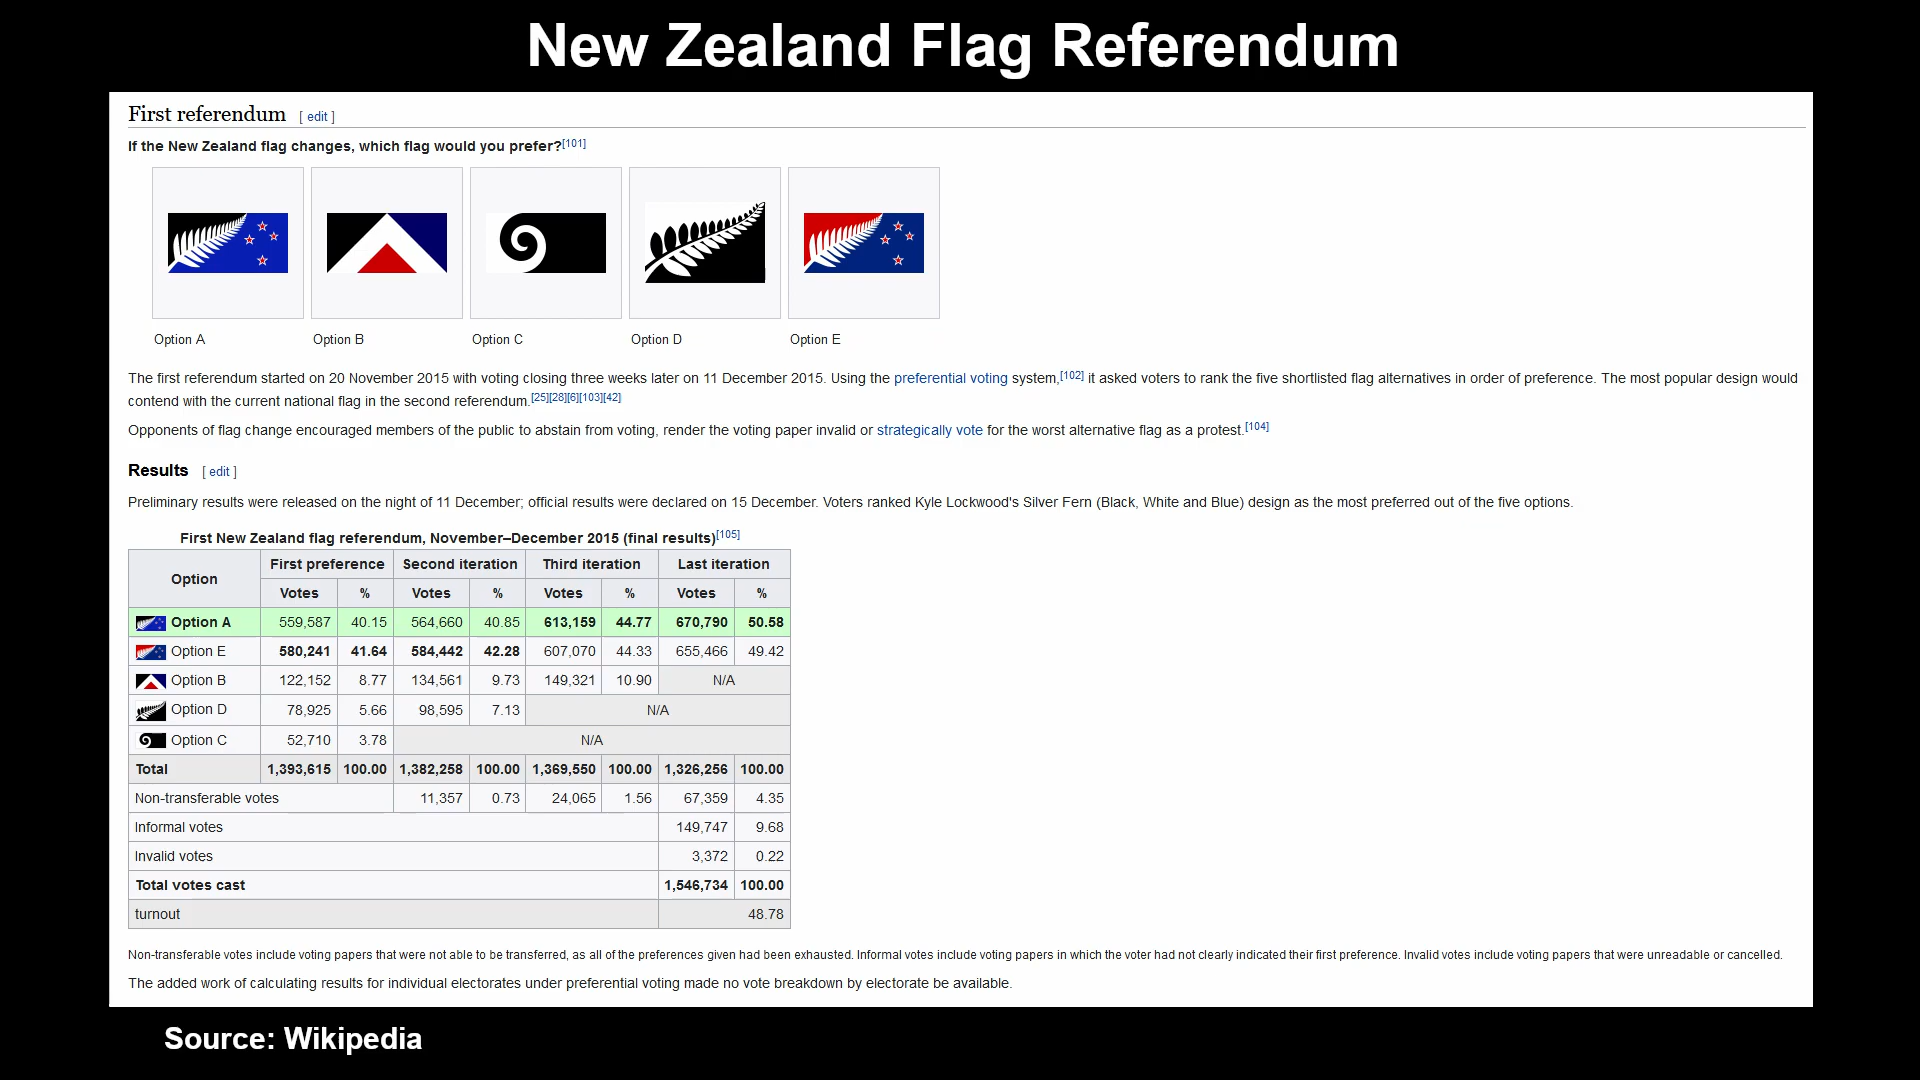 New Zealand Flag Referendum
First referendum [ edit ]
If the New Zealand flag changes, which flag would you prefer?[101]
Option A Option B Option C Option D Option E
The first referendum started on 20 November 2015 with voting closing three weeks later on 11 December 2015. Using the preferential voting system,[102] it asked voters to rank the five shortlisted flag alternatives in order of preference. The most popular design would
contend with the current national flag in the second referendum.[25][28][6][103][42]
Opponents of flag change encouraged members of the public to abstain from voting, render the voting paper invalid or strategically vote for the worst alternative flag as a protest.[104]
Results [ edit ]
Preliminary results were released on the night of 11 December; official results were declared on 15 December. Voters ranked Kyle Lockwood's Silver Fern (Black, White and Blue) design as the most preferred out of the five options.
First New Zealand flag referendum, November–December 2015 (final results)[105]
Option First preference Second iteration Third iteration Last iteration
Votes % Votes % Votes % Votes %
Option A 559,587 40.15 564,660 40.85 613,159 44.77 670,790 50.58
Option E 580,241 41.64 584,442 42.28 607,070 44.33 655,466 49.42
Option B 122,152 8.77 134,561 9.73 149,321 10.90 N/A
Option D 78,925 5.66 98,595 7.13 N/A
Option C 52,710 3.78 N/A
Total 1,393,615 100.00 1,382,258 100.00 1,369,550 100.00 1,326,256 100.00
Non-transferable votes 11,357 0.73 24,065 1.56 67,359 4.35
Informal votes 149,747 9.68
Invalid votes 3,372 0.22
Total votes cast 1,546,734 100.00
turnout 48.78
Non-transferable votes include voting papers that were not able to be transferred, as all of the preferences given had been exhausted. Informal votes include voting papers in which the voter had not clearly indicated their first preference. Invalid votes include voting papers that were unreadable or cancelled.
The added work of calculating results for individual electorates under preferential voting made no vote breakdown by electorate be available.
Source: Wikipedia